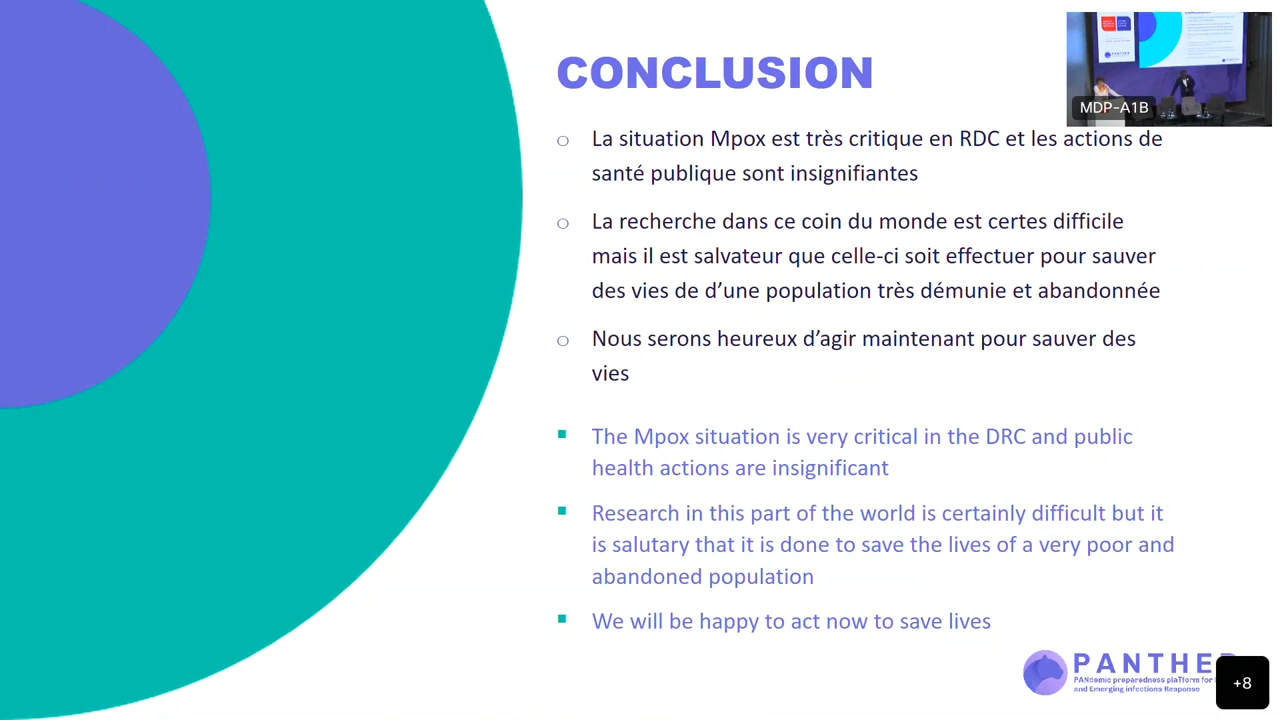 CONCLUSION
MDP-A1B
La situation Mpox est très critique en RDC et les actions de
santé publique sont insignifiantes
La recherche dans ce coin du monde est certes difficile
mais il est salvateur que celle-ci soit effectuer pour sauver
des vies de d’une population très démunie et abandonnée
Nous serons heureux d’agir maintenant pour sauver des
vies
The Mpox situation is very critical in the DRC and public
health actions are insignificant
Research in this part of the world is certainly difficult but it
is salutary that it is done to save the lives of a very poor and
abandoned population
We will be happy to act now to save lives
PANTHE
PANdemic preparedness plaTform for
and Emerging infections Response
+8